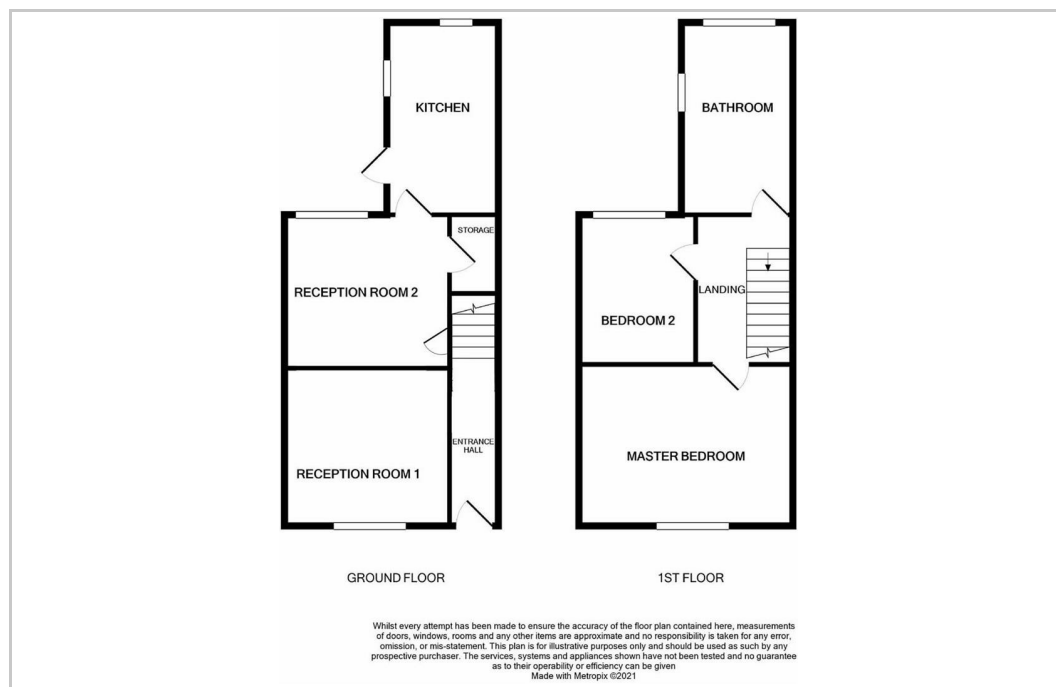 KITCHEN
STORAGE
RECEPTION ROOM 2
ENTRANCE
HALL
RECEPTION ROOM 1
GROUND FLOOR
BATHROOM
LANDING
BEDROOM 2
MASTER BEDROOM
1ST FLOOR
Whilst every attempt has been made to ensure the accuracy of the floor plan contained here, measurements
of doors, windows, rooms and any other items are approximate and no responsibility is taken for any error,
omission, or mis-statement. This plan is for illustrative purposes only and should be used as such by any
prospective purchaser. The services, systems and appliances shown have not been tested and no guarantee
as to their operability or efficiency can be given
Made with Metropix ©2021